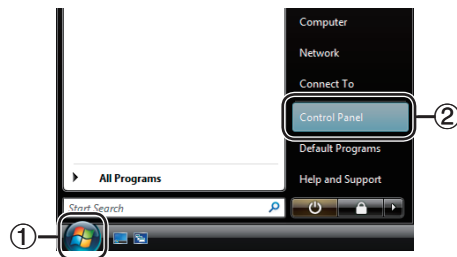 Computer
Network
Connect To
Control Panel
②
Default Programs
All Programs
Help and Support
Start Search
①